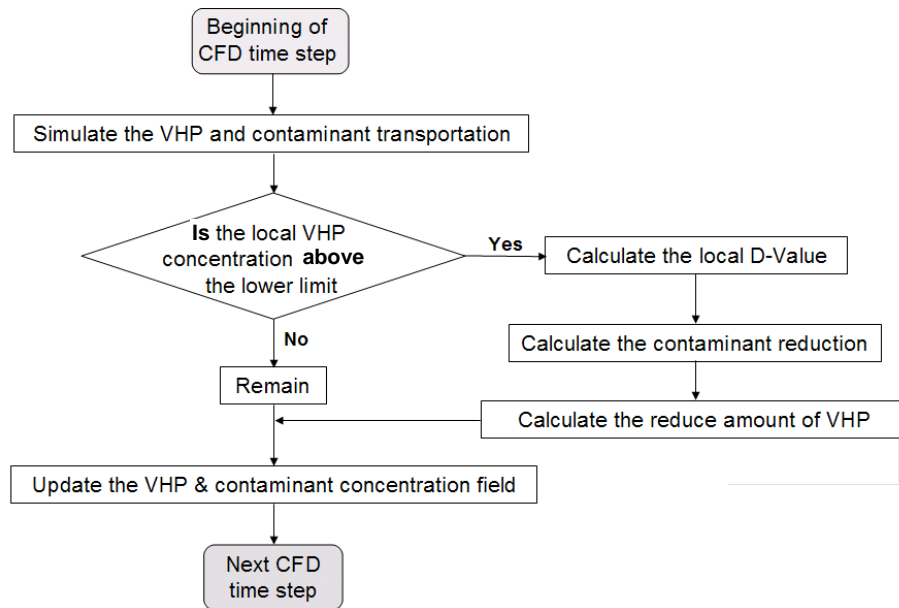 Beginning of
CFD time step
Simulate the VHP and contaminant transportation
Is the local VHP
concentration above
the lower limit
Yes
Calculate the local D-Value
No
Calculate the contaminant reduction
Remain
Calculate the reduce amount of VHP
Update the VHP & contaminant concentration field
Next CFD
time step